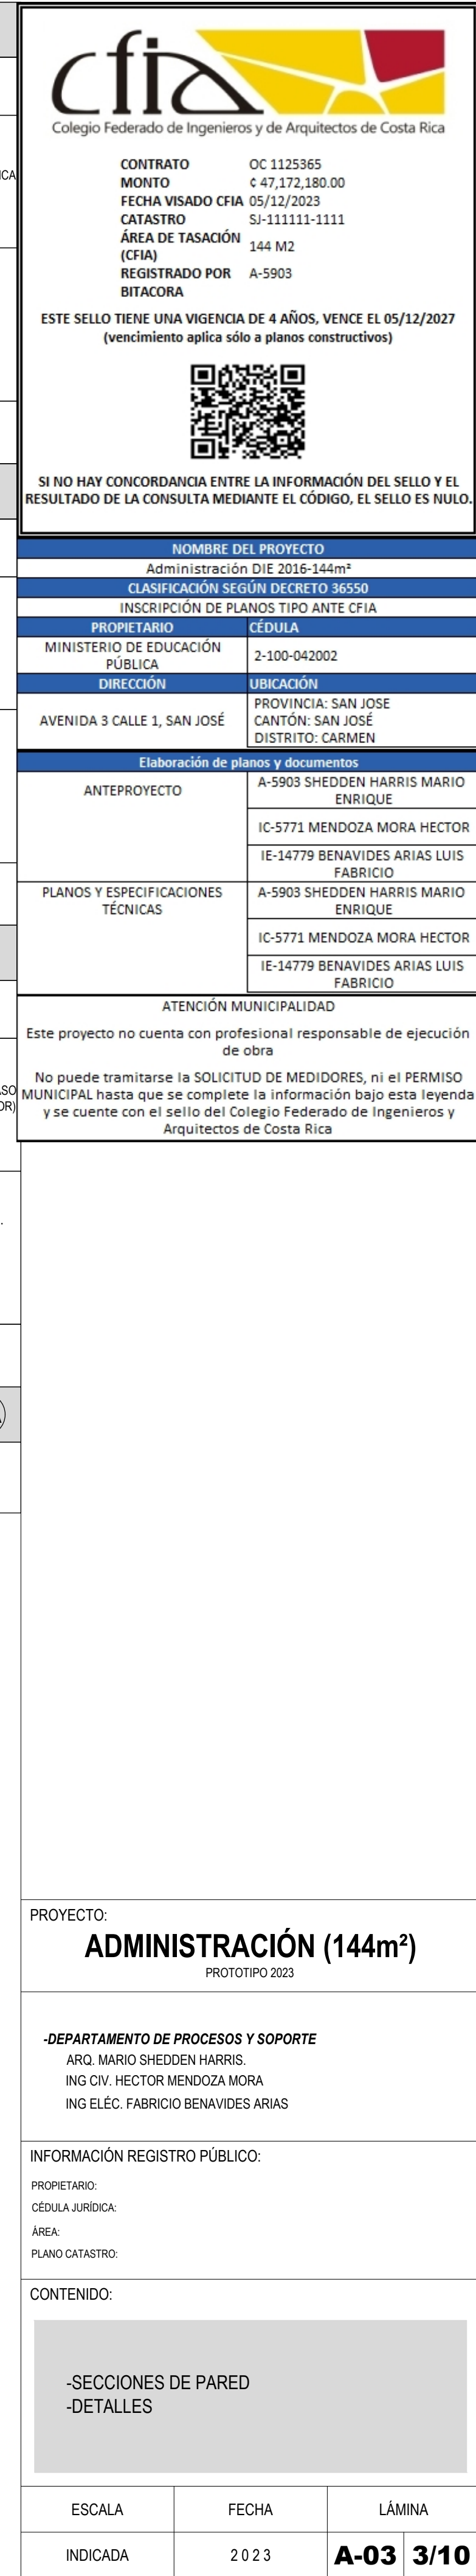 cfia
Colegio Federado de Ingenieros y de Arquitectos de Costa Rica
CONTRATO OC 1125365
MONTO ¢ 47,172,180.00
FECHA VISADO CFIA 05/12/2023
CATASTRO SJ-111111-1111
ÁREA DE TASACIÓN
(CFIA) 144 M2
REGISTRADO POR A-5903
BITACORA
ESTE SELLO TIENE UNA VIGENCIA DE 4 AÑOS, VENCE EL 05/12/2027
(vencimiento aplica sólo a planos constructivos)
SI NO HAY CONCORDANCIA ENTRE LA INFORMACIÓN DEL SELLO Y EL
RESULTADO DE LA CONSULTA MEDIANTE EL CÓDIGO, EL SELLO ES NULO.
NOMBRE DEL PROYECTO
Administración DIE 2016-144m²
CLASIFICACIÓN SEGÚN DECRETO 36550
INSCRIPCIÓN DE PLANOS TIPO ANTE CFIA
PROPIETARIO CÉDULA
MINISTERIO DE EDUCACIÓN
PÚBLICA
2-100-042002
DIRECCIÓN UBICACIÓN
AVENIDA 3 CALLE 1, SAN JOSÉ
PROVINCIA: SAN JOSE
CANTÓN: SAN JOSÉ
DISTRITO: CARMEN
Elaboración de planos y documentos
ANTEPROYECTO
A-5903 SHEDDEN HARRIS MARIO
ENRIQUE
IC-5771 MENDOZA MORA HECTOR
IE-14779 BENAVIDES ARIAS LUIS
FABRICIO
PLANOS Y ESPECIFICACIONES
TÉCNICAS
A-5903 SHEDDEN HARRIS MARIO
ENRIQUE
IC-5771 MENDOZA MORA HECTOR
IE-14779 BENAVIDES ARIAS LUIS
FABRICIO
ATENCIÓN MUNICIPALIDAD
Este proyecto no cuenta con profesional responsable de ejecución
de obra
No puede tramitarse la SOLICITUD DE MEDIDORES, ni el PERMISO
MUNICIPAL hasta que se complete la información bajo esta leyenda
y se cuente con el sello del Colegio Federado de Ingenieros y
Arquitectos de Costa Rica
PROYECTO:
ADMINISTRACIÓN (144m²)
PROTOTIPO 2023
-DEPARTAMENTO DE PROCESOS Y SOPORTE
ARQ. MARIO SHEDDEN HARRIS.
ING CIV. HECTOR MENDOZA MORA
ING ELÉC. FABRICIO BENAVIDES ARIAS
INFORMACIÓN REGISTRO PÚBLICO:
PROPIETARIO:
CÉDULA JURÍDICA:
ÁREA:
PLANO CATASTRO:
CONTENIDO:
-SECCIONES DE PARED
-DETALLES
ESCALA FECHA LÁMINA
INDICADA 2 0 2 3 A-03 3/10